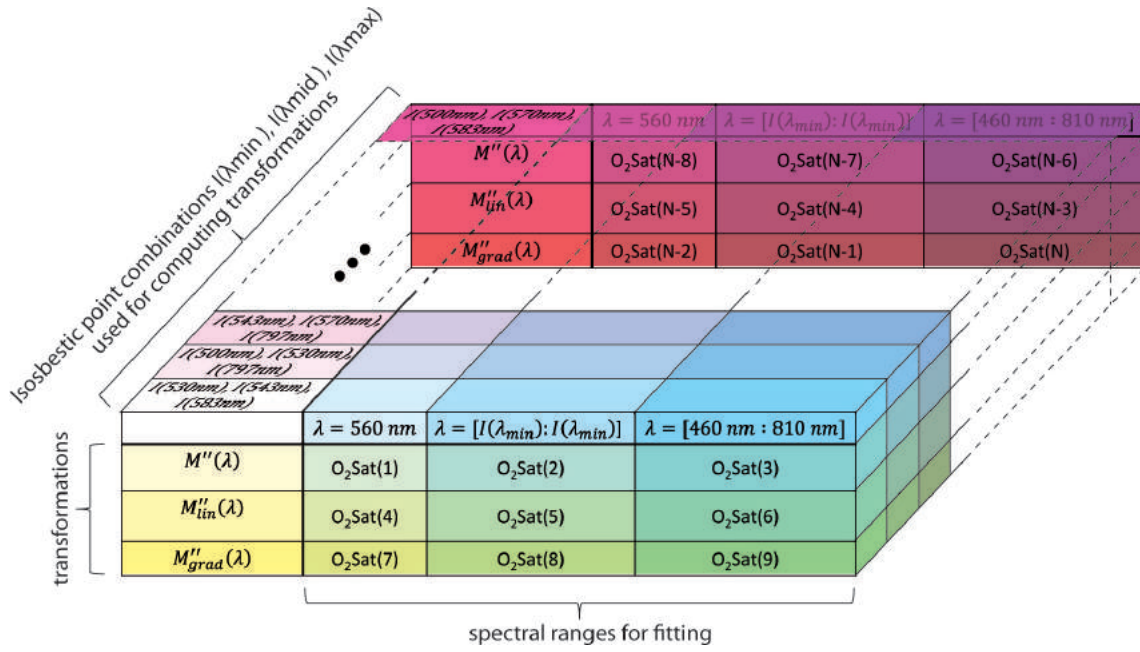 Isosbestic point combinations I(λmin ), I(λmid ), I(λmax)
used for computing transformations
I(500nm), I(570nm),
I(583nm)
λ = 560 nm
λ = [I(λmin): I(λmin)]
λ = [460 nm : 810 nm]
M''(λ)
O2Sat(N-8)
O2Sat(N-7)
O2Sat(N-6)
M''lin(λ)
O2Sat(N-5)
O2Sat(N-4)
O2Sat(N-3)
M''grad(λ)
O2Sat(N-2)
O2Sat(N-1)
O2Sat(N)
I(543nm), I(570nm),
I(797nm)
I(500nm), I(530nm),
I(797nm)
I(530nm), I(543nm),
I(583nm)
λ = 560 nm
λ = [I(λmin): I(λmin)]
λ = [460 nm : 810 nm]
transformations
M''(λ)
O2Sat(1)
O2Sat(2)
O2Sat(3)
M''lin(λ)
O2Sat(4)
O2Sat(5)
O2Sat(6)
M''grad(λ)
O2Sat(7)
O2Sat(8)
O2Sat(9)
spectral ranges for fitting